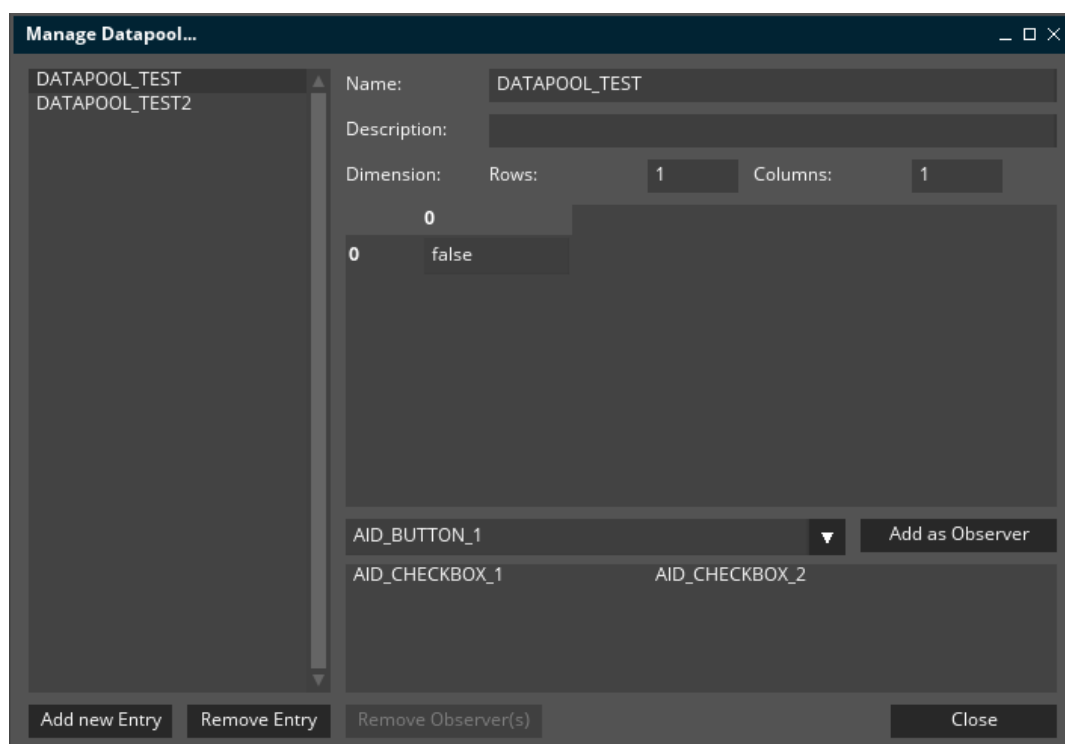 Manage Datapool...
DATAPOOL_TEST
DATAPOOL_TEST2
Name: DATAPOOL_TEST
Description:
Dimension: Rows: 1 Columns: 1
0
0 false
AID_BUTTON_1 Add as Observer
AID_CHECKBOX_1 AID_CHECKBOX_2
Add new Entry Remove Entry Remove Observer(s) Close